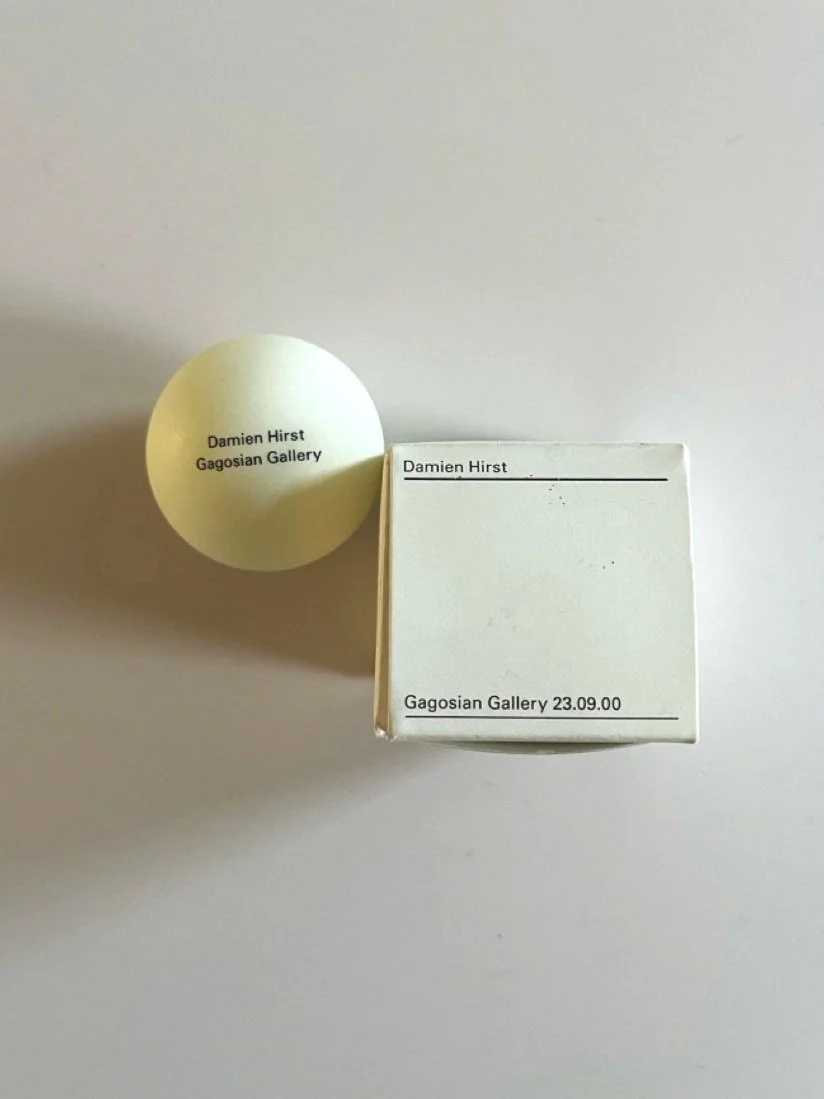 Damien Hirst
Gagosian Gallery
Damien Hirst
Gagosian Gallery 23.09.00